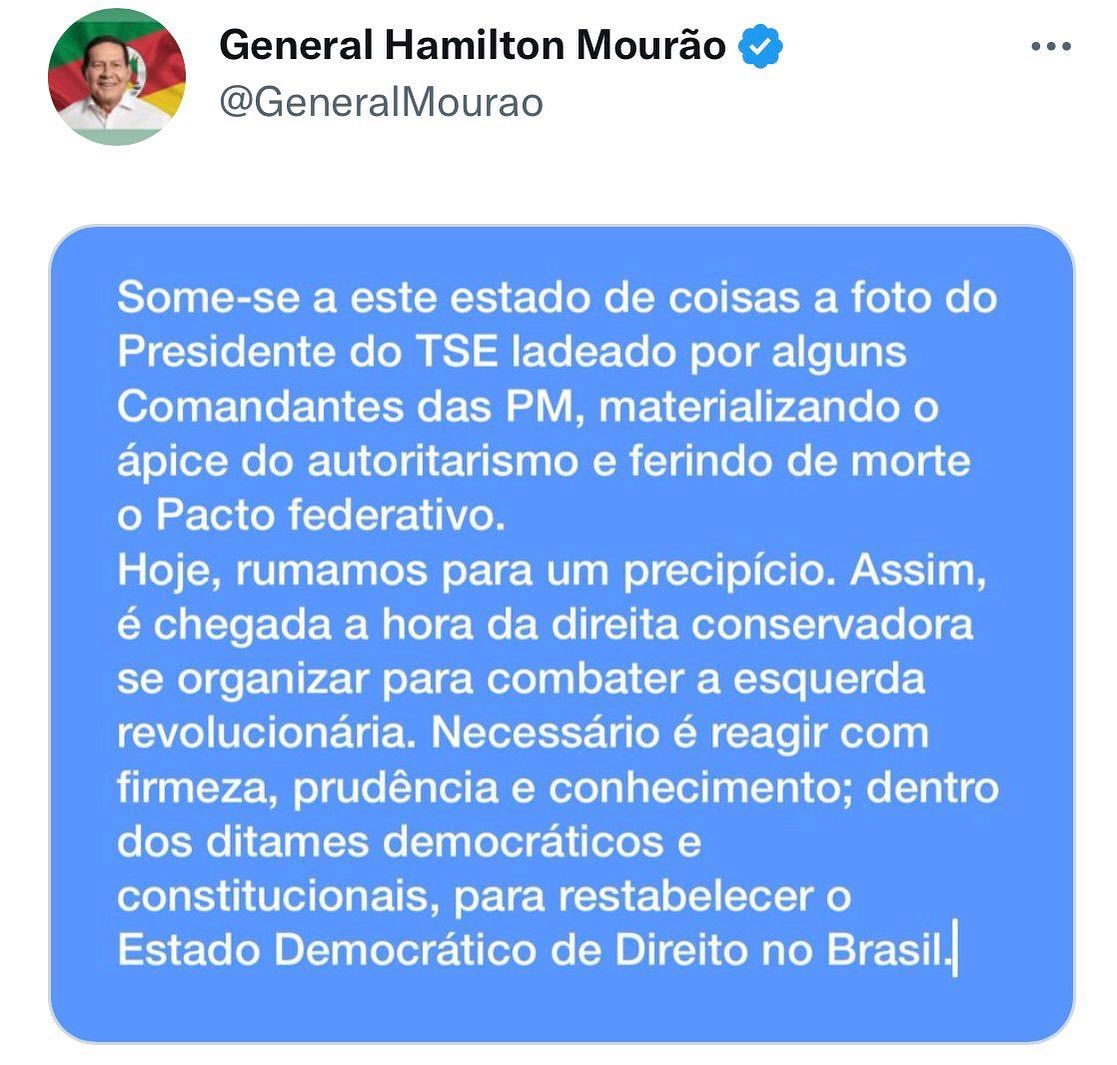 General Hamilton Mourão
@GeneralMourao
Some-se a este estado de coisas a foto do
Presidente do TSE ladeado por alguns
Comandantes das PM, materializando o
ápice do autoritarismo e ferindo de morte
o Pacto federativo.
Hoje, rumamos para um precipício. Assim,
é chegada a hora da direita conservadora
se organizar para combater a esquerda
revolucionária. Necessário é reagir com
firmeza, prudência e conhecimento; dentro
dos ditames democráticos e
constitucionais, para restabelecer o
Estado Democrático de Direito no Brasil.